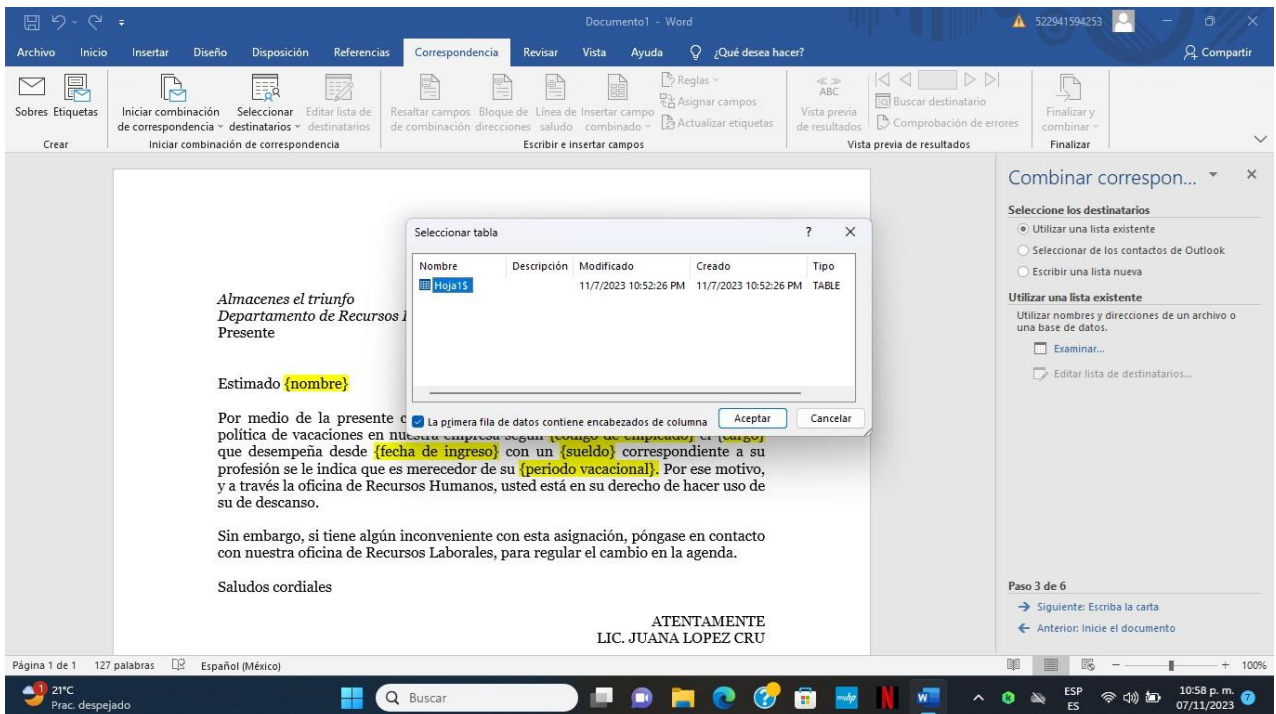 Documento1 - Word
522941594253
Archivo Inicio Insertar Diseño Disposición Referencias Correspondencia Revisar Vista Ayuda ¿Qué desea hacer? Compartir
Sobres Etiquetas
Crear
Iniciar combinación de correspondencia
Seleccionar destinatarios
Editar lista de destinatarios
Iniciar combinación de correspondencia
Resaltar campos de combinación
Bloque de direcciones
Línea de saludo
Insertar campo combinado
Reglas
Asignar campos
Actualizar etiquetas
Escribir e insertar campos
ABC
Vista previa de resultados
Buscar destinatario
Comprobación de errores
Vista previa de resultados
Finalizar y combinar
Finalizar
Almacenes el triunfo
Departamento de Recursos
Presente
Estimado {nombre}
Por medio de la presente
política de vacaciones en nuestra empresa según {código de empleado} el {cargo}
que desempeña desde {fecha de ingreso} con un {sueldo} correspondiente a su
profesión se le indica que es merecedor de su {periodo vacacional}. Por ese motivo,
y a través la oficina de Recursos Humanos, usted está en su derecho de hacer uso de
su de descanso.
Sin embargo, si tiene algún inconveniente con esta asignación, póngase en contacto
con nuestra oficina de Recursos Laborales, para regular el cambio en la agenda.
Saludos cordiales
ATENTAMENTE
LIC. JUANA LOPEZ CRU
Seleccionar tabla ?
Nombre Descripción Modificado Creado Tipo
Hoja1$ 11/7/2023 10:52:26 PM 11/7/2023 10:52:26 PM TABLE
La primera fila de datos contiene encabezados de columna Aceptar Cancelar
Combinar correspon...
Seleccione los destinatarios
Utilizar una lista existente
Seleccionar de los contactos de Outlook
Escribir una lista nueva
Utilizar una lista existente
Utilizar nombres y direcciones de un archivo o
una base de datos.
Examinar...
Editar lista de destinatarios...
Paso 3 de 6
Siguiente: Escriba la carta
Anterior: Inicie el documento
Página 1 de 1 127 palabras Español (México) 100%
1
21°C
Prac. despejado
Buscar
myhp
ESP
ES
10:58 p. m.
07/11/2023
7